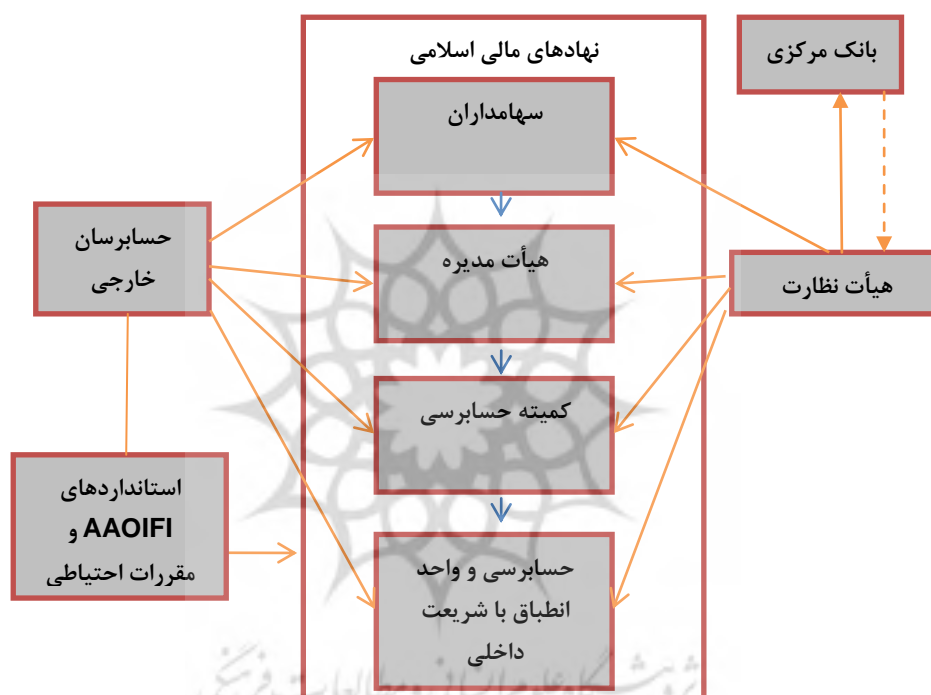 نهادهای مالی اسلامی
بانک مرکزی
سهامداران
حسابرسان
خارجی
هیأت مدیره
هیأت نظارت
کمیته حسابرسی
استانداردهای
AAOIFI و
مقررات احتیاطی
حسابرسی و واحد
انطباق با شریعت
داخلی